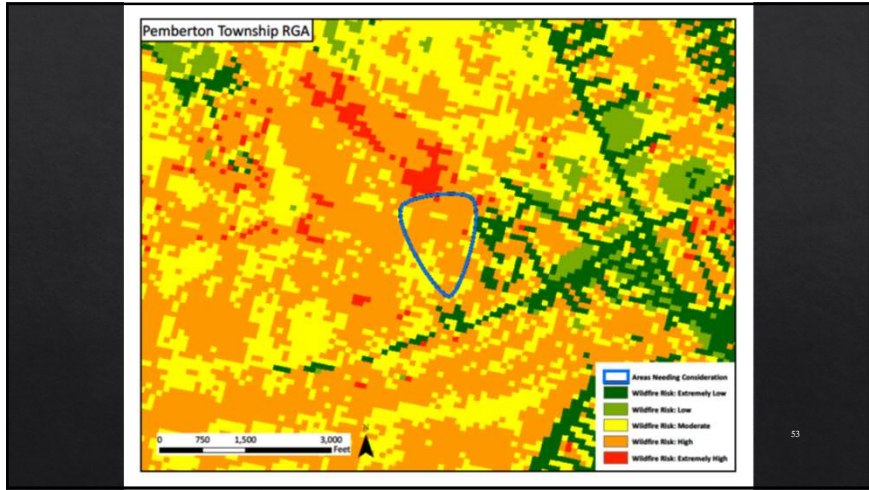 Pemberton Township RGA
Areas Needing Consideration
Wildfire Risk: Extremely Low
Wildfire Risk: Low
Wildfire Risk: Moderate
Wildfire Risk: High
Wildfire Risk: Extremely High
N
0 750 1,500 3,000
Feet
53